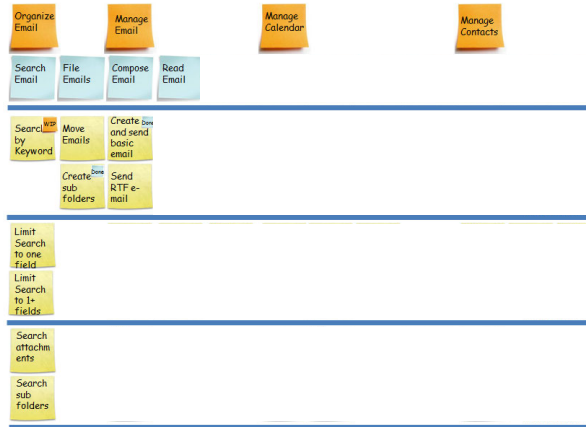 Organize
Email
Manage
Email
Manage
Calendar
Manage
Contacts
Search
Email
File
Emails
Compose
Email
Read
Email
Search
by
Keyword
WIP
Move
Emails
Create
and send
basic
email
Done
Create
sub
folders
Done
Send
RTF e-
mail
Limit
Search
to one
field
Limit
Search
to 1+
fields
Search
attachm
ents
Search
sub
folders